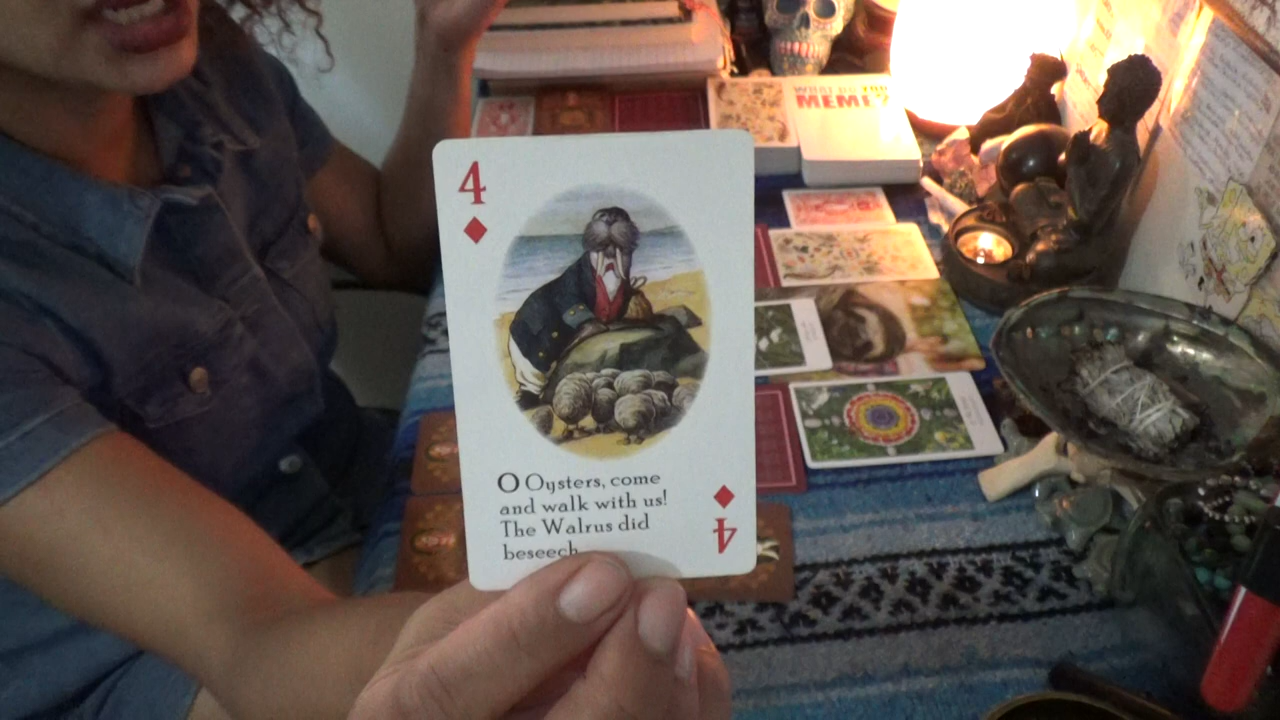 WHAT DO YOU
MEME?
4
O Oysters, come
and walk with us!
The Walrus did
beseech
4